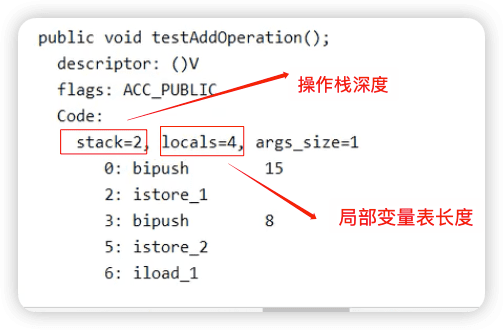 public void testAddOperation();
descriptor: ()V
flags: ACC_PUBLIC
操作栈深度
Code:
stack=2, locals=4, args_size=1
0: bipush 15
2: istore_1
3: bipush 8
局部变量表长度
5: istore_2
6: iload_1